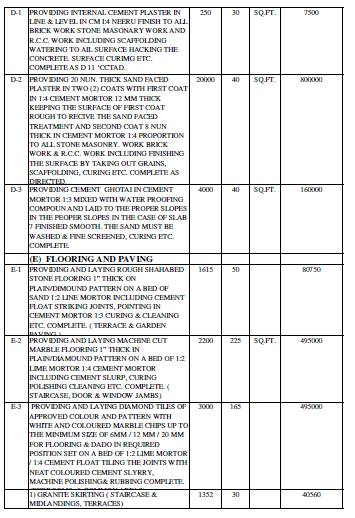 D-1 PROVIDING INTERNAL CEMENT PLASTER IN 250 30 SQ.FT. 7500
LINE & LEVEL IN CM 1:4 NEERU FINISH TO ALL
BRICK WORK STONE MASONARY WORK AND
R.C.C. WORK INCLUDING SCAFFOLDING
WATERING TO AIL SURFACE HACKING THE
CONCRETE. SURFACE CURIMG ETC.
COMPLETE AS D 11 'CCTAD.
D-2 PROVIDING 20 NUN. THICK SAND FACED 20000 40 SQ.FT. 800000
PLASTER IN TWO (2) COATS WITH FIRST COAT
IN 1:4 CEMENT MORTOR 12 MM THICK
KEEPING THE SURFACE OF FIRST COAT
ROUGH TO RECIVE THE SAND FACED
TREATMENT AND SECOND COAT 8 NUN
THICK IN CEMENT MORTOR 1:4 PROPORTION
TO ALL STONE MASONRY. WORK BRICK
WORK & R.C.C. WORK INCLUDING FINISHING
THE SURFACE BY TAKING OUT GRAINS,
SCAFFOLDING, CURING ETC. COMPLETE AS
DIRECTED.
D-3 PROVIDING CEMENT GHOTAI IN CEMENT 4000 40 SQ.FT. 160000
MORTOR 1:3 MIXED WITH WATER PROOFING
COMPOUN AND LAID TO THE PROPER SLOPES
IN THE PEOPER SLOPES IN THE CASE OF SLAB
7 FINISHED SMOOTH. THE SAND MUST BE
WASHED & FINE SCREENED, CURING ETC.
COMPLETE.
(E) FLOORING AND PAVING
E-1 PROVIDING AND LAYING ROUGH SHAHABED 1615 50 80750
STONE FLOORING 1" THICK ON
PLAIN/DIMOUND PATTERN ON A BED OF
SAND 1:2 LINE MORTOR INCLUDING CEMENT
FLOAT STRIKING JOINTS, POINTING IN
CEMENT MORTOR 1:3 CURING & CLEANING
ETC. COMPLETE. ( TERRACE & GARDEN
PAVING )
E-2 PROVIDING AND LAYING MACHINE CUT 2200 225 SQ.FT. 495000
MARBLE FLOORING 1" THICK IN
PLAIN/DIAMOUND PATTERN ON A BED OF 1:2
LIME MORTOR 1:4 CEMENT MORTOR
INCLUDING CEMENT SLURP, CURING
POLISHING CLEANING ETC. COMPLETE. (
STAIRCASE, DOOR & WINDOW JAMBS)
E-3 PROVIDING AND LAYING DIAMOND TILES OF 3000 165 495000
APPROVED COLOUR AND PATTERN WITH
WHITE AND COLOURED MARBLE CHIPS UP TO
THE MINIMUM SIZE OF 6MM / 12 MM / 20 MM
FOR FLOORING & DADO IN REQUIRED
POSITION SET ON A BED OF 1:2 LIME MORTOR
/ 1:4 CEMENT FLOAT TILING THE JOINTS WITH
NEAT COLOURED CEMENT SLYRRY,
MACHINE POLISHING& RUBBING COMPLETE.
1) GRANITE SKIRTING ( STAIRCASE & 1352 30 40560
MIDLANDINGS, TERRACES)